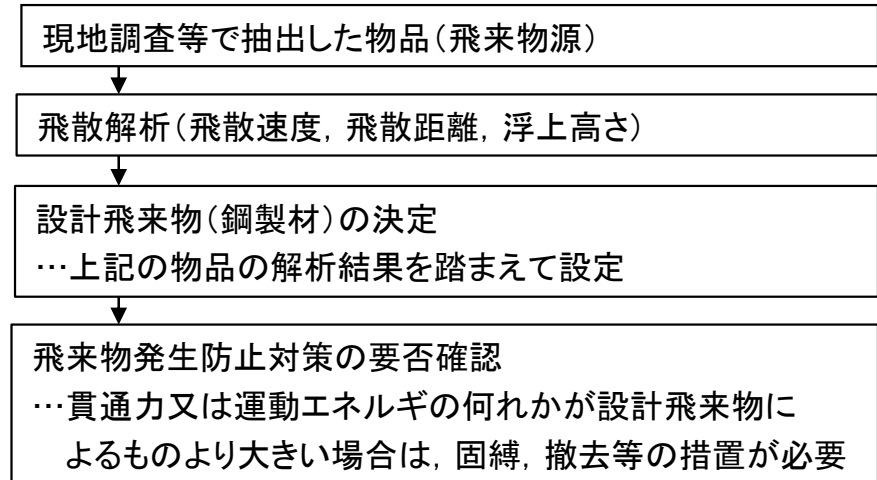 現地調査等で抽出した物品（飛来物源）
飛散解析（飛散速度，飛散距離，浮上高さ）
設計飛来物（鋼製材）の決定
…上記の物品の解析結果を踏まえて設定
飛来物発生防止対策の要否確認
…貫通力又は運動エネルギの何れかが設計飛来物に
よるものより大きい場合は，固縛，撤去等の措置が必要